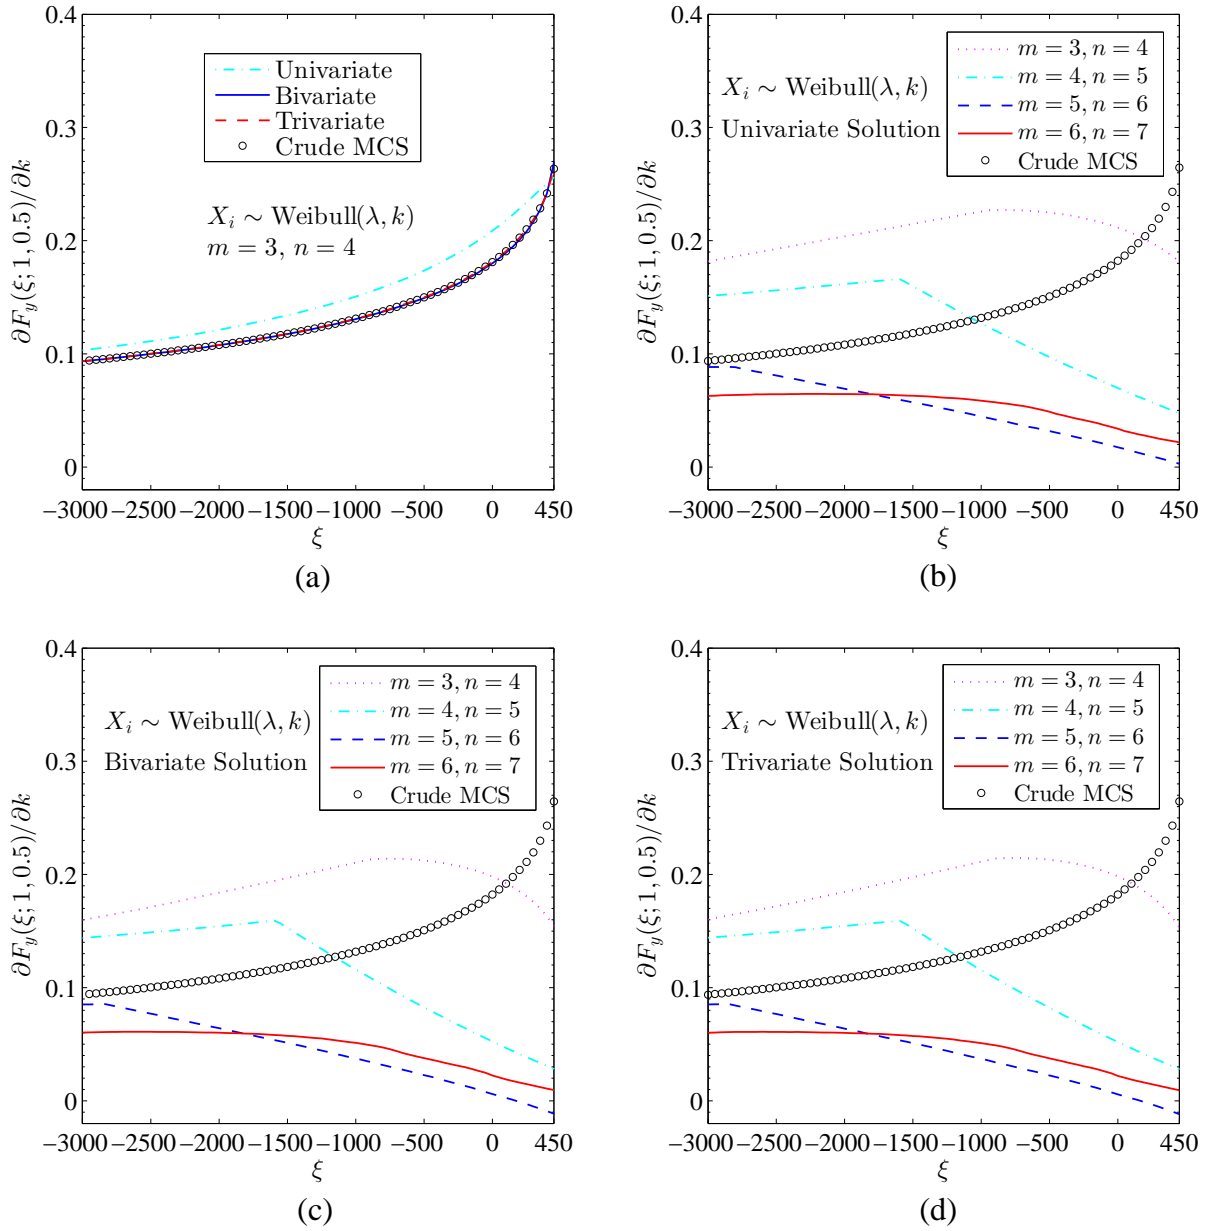 0.4
0.3
0.2
0.1
0
∂F_y(ξ; 1, 0.5)/∂k
Univariate
Bivariate
Trivariate
Crude MCS
X_i ∼ Weibull(λ, k)
m = 3, n = 4
−3000 −2500 −2000 −1500 −1000 −500 0 450
ξ
(a)
0.4
0.3
0.2
0.1
0
∂F_y(ξ; 1, 0.5)/∂k
X_i ∼ Weibull(λ, k)
Univariate Solution
m = 3, n = 4
m = 4, n = 5
m = 5, n = 6
m = 6, n = 7
Crude MCS
−3000 −2500 −2000 −1500 −1000 −500 0 450
ξ
(b)
0.4
0.3
0.2
0.1
0
∂F_y(ξ; 1, 0.5)/∂k
X_i ∼ Weibull(λ, k)
Bivariate Solution
m = 3, n = 4
m = 4, n = 5
m = 5, n = 6
m = 6, n = 7
Crude MCS
−3000 −2500 −2000 −1500 −1000 −500 0 450
ξ
(c)
0.4
0.3
0.2
0.1
0
∂F_y(ξ; 1, 0.5)/∂k
X_i ∼ Weibull(λ, k)
Trivariate Solution
m = 3, n = 4
m = 4, n = 5
m = 5, n = 6
m = 6, n = 7
Crude MCS
−3000 −2500 −2000 −1500 −1000 −500 0 450
ξ
(d)